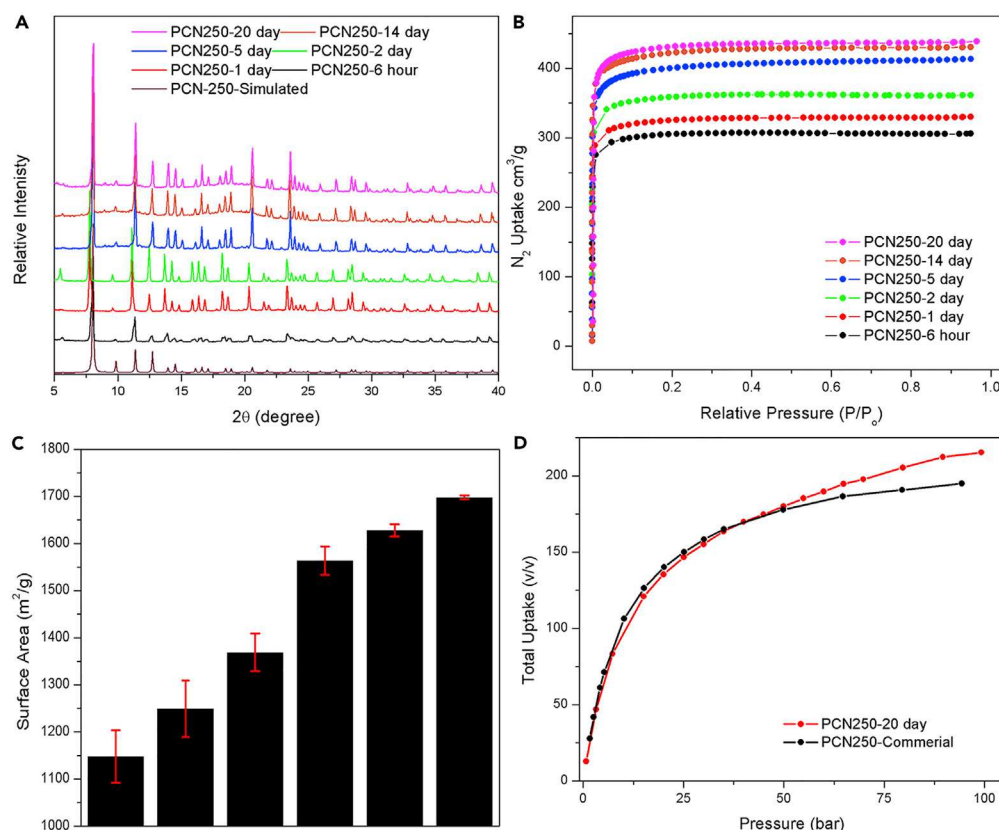 A
PCN250-20 day PCN250-14 day
PCN250-5 day PCN250-2 day
PCN250-1 day PCN250-6 hour
PCN-250-Simulated
Relative Intenisty
5 10 15 20 25 30 35 40
2θ (degree)
B
400
300
200
100
0
N₂ Uptake cm³/g
PCN250-20 day
PCN250-14 day
PCN250-5 day
PCN250-2 day
PCN250-1 day
PCN250-6 hour
0.0 0.2 0.4 0.6 0.8 1.0
Relative Pressure (P/Pₒ)
C
1800
1700
1600
1500
1400
1300
1200
1100
1000
Surface Area (m²/g)
D
200
150
100
50
0
Total Uptake (v/v)
PCN250-20 day
PCN250-Commerial
0 25 50 75 100
Pressure (bar)